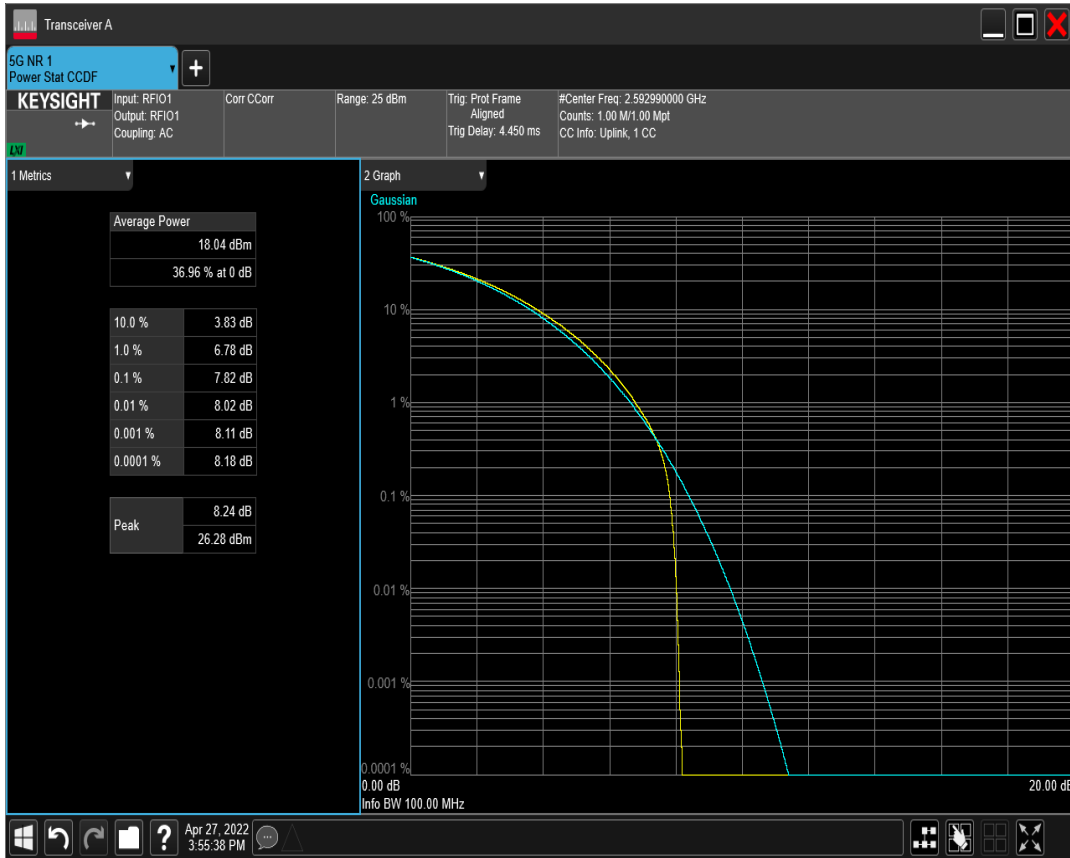 Transceiver A
5G NR 1
Power Stat CCDF
+
KEYSIGHT
LXI
Input: RFIO1
Output: RFIO1
Coupling: AC
Corr CCorr
Range: 25 dBm
Trig: Prot Frame
Aligned
Trig Delay: 4.450 ms
#Center Freq: 2.592990000 GHz
Counts: 1.00 M/1.00 Mpt
CC Info: Uplink, 1 CC
1 Metrics
Average Power
18.04 dBm
36.96 % at 0 dB
10.0 % 3.83 dB
1.0 % 6.78 dB
0.1 % 7.82 dB
0.01 % 8.02 dB
0.001 % 8.11 dB
0.0001 % 8.18 dB
Peak 8.24 dB
26.28 dBm
2 Graph
Gaussian
100 %
10 %
1 %
0.1 %
0.01 %
0.001 %
0.0001 %
0.00 dB 20.00 dB
Info BW 100.00 MHz
? Apr 27, 2022
3:55:38 PM